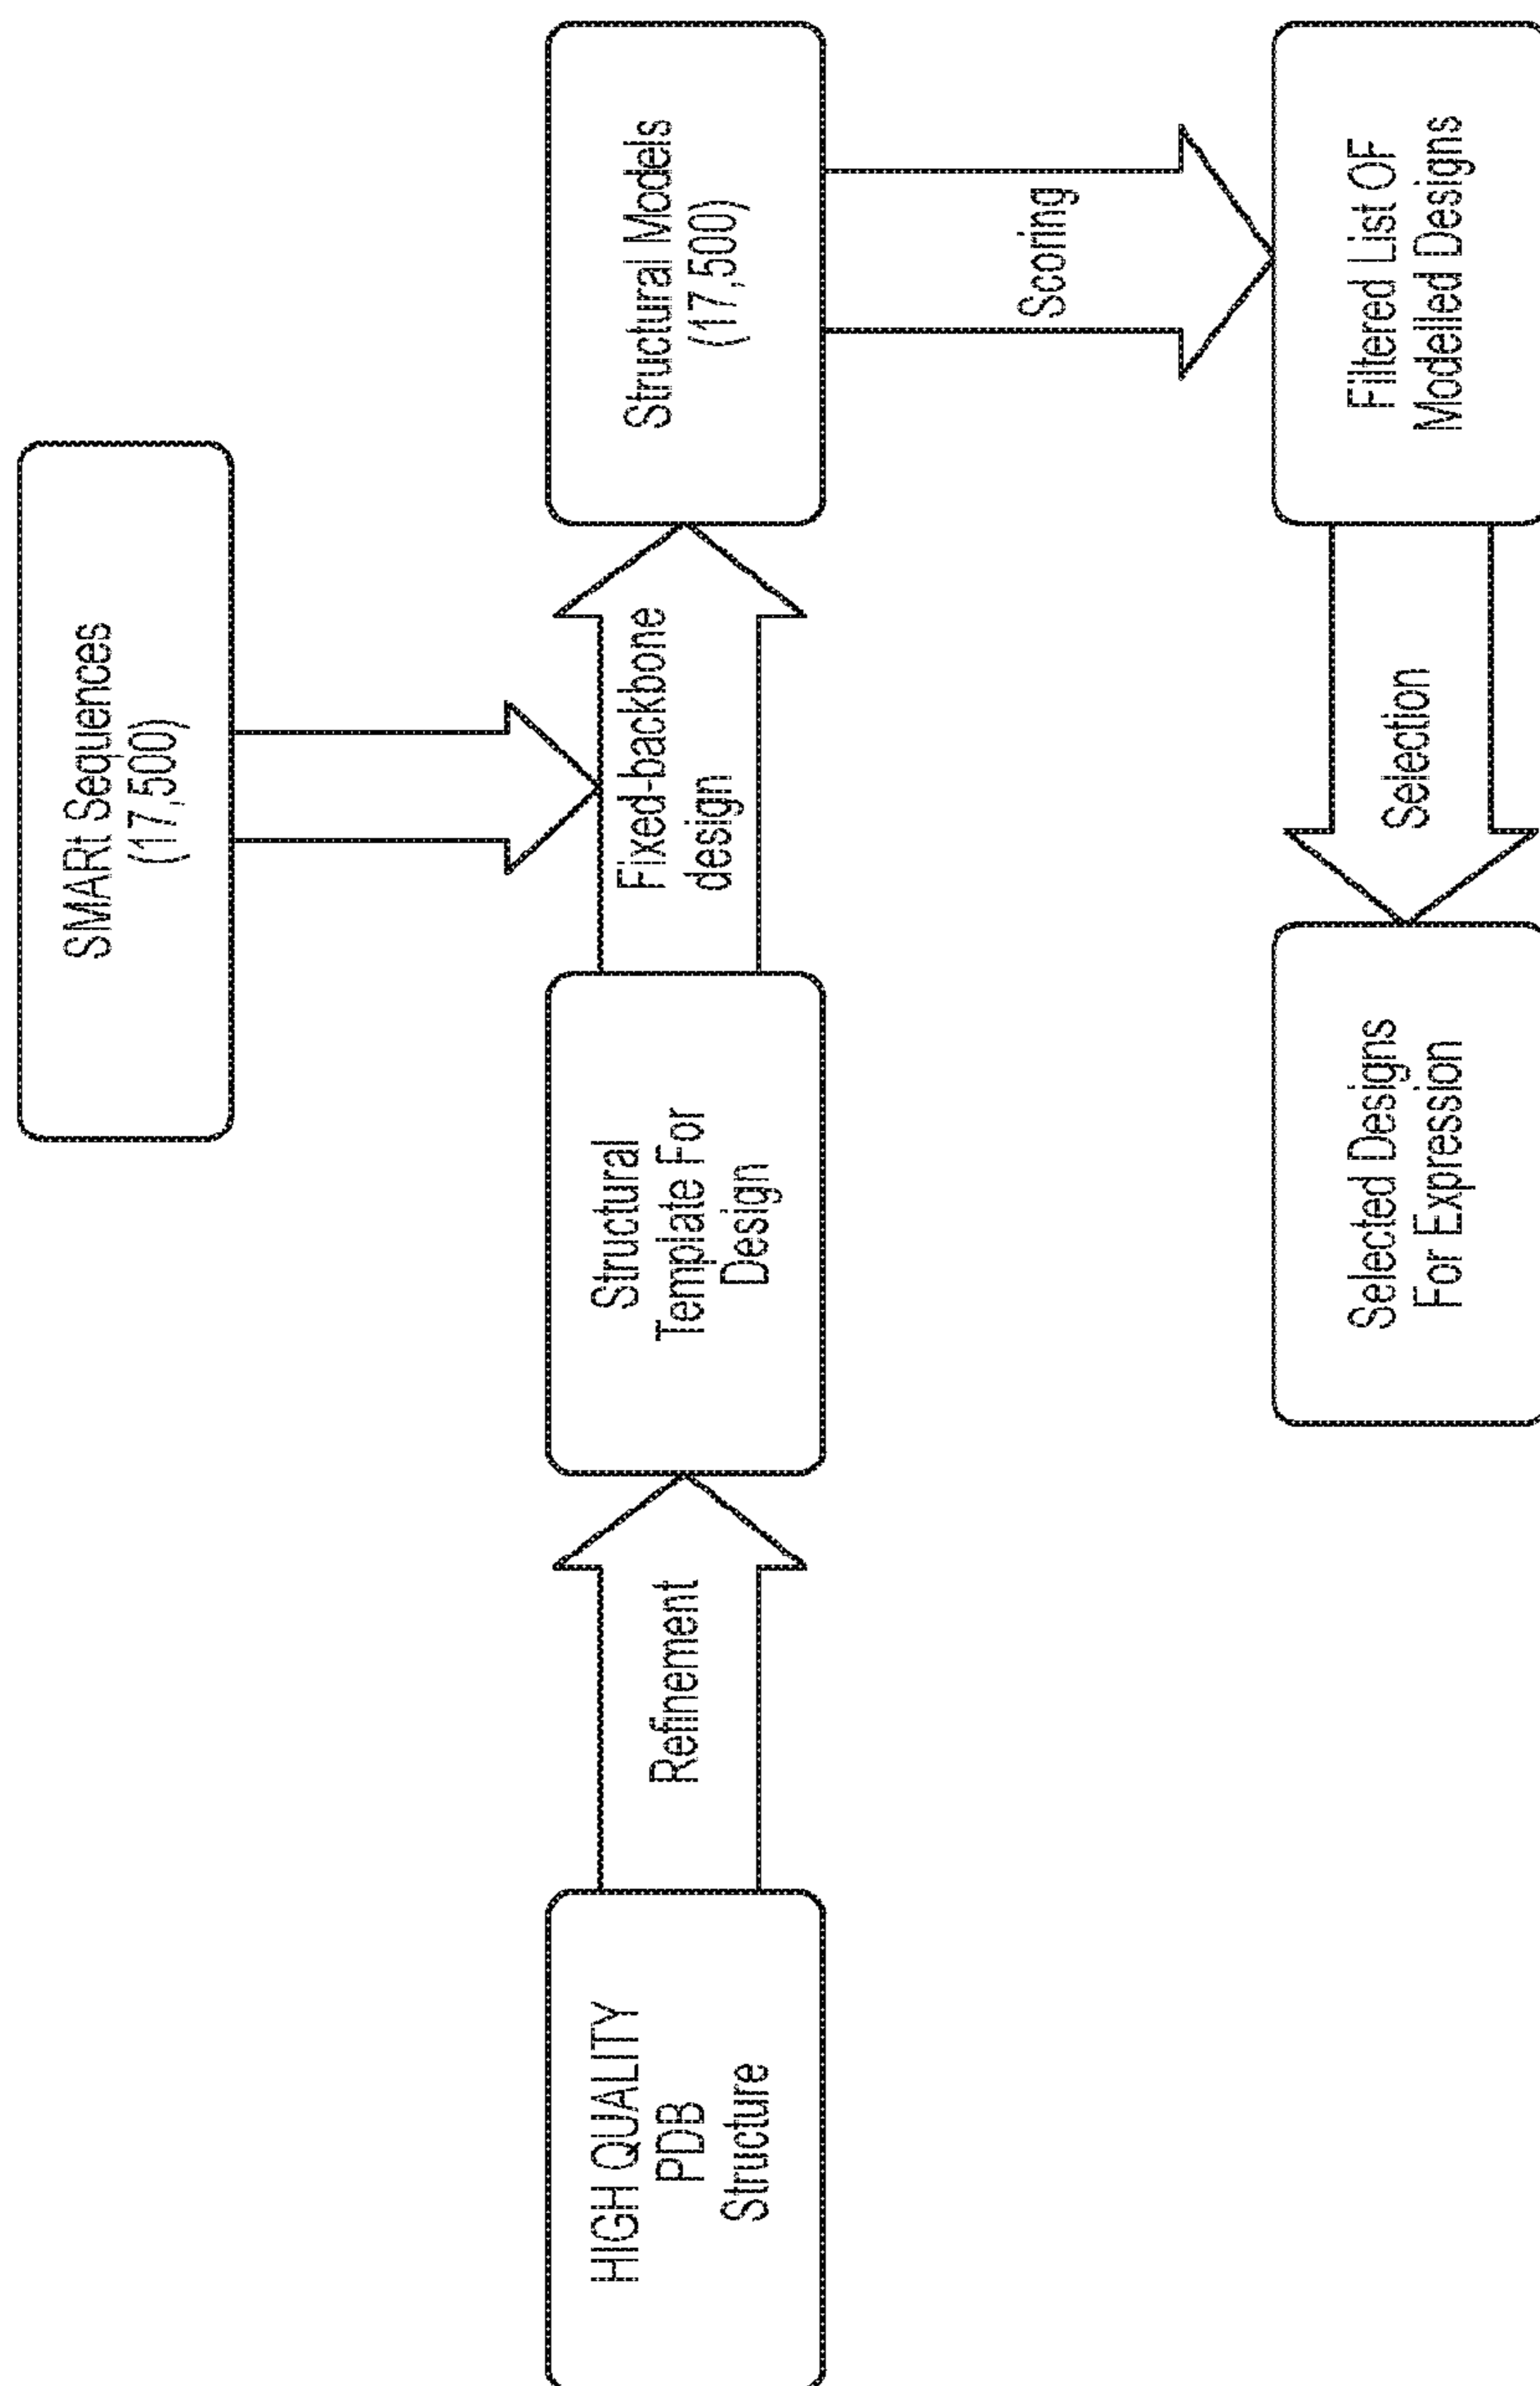 SMARt Sequences
(17,500)
HIGH QUALITY
PDB
Structure
Refinement
Structural
Template For
Design
Fixed-backbone
design
Structural Models
(17,500)
Scoring
Filtered List OF
Modelled Designs
Selection
Selected Designs
For Expression